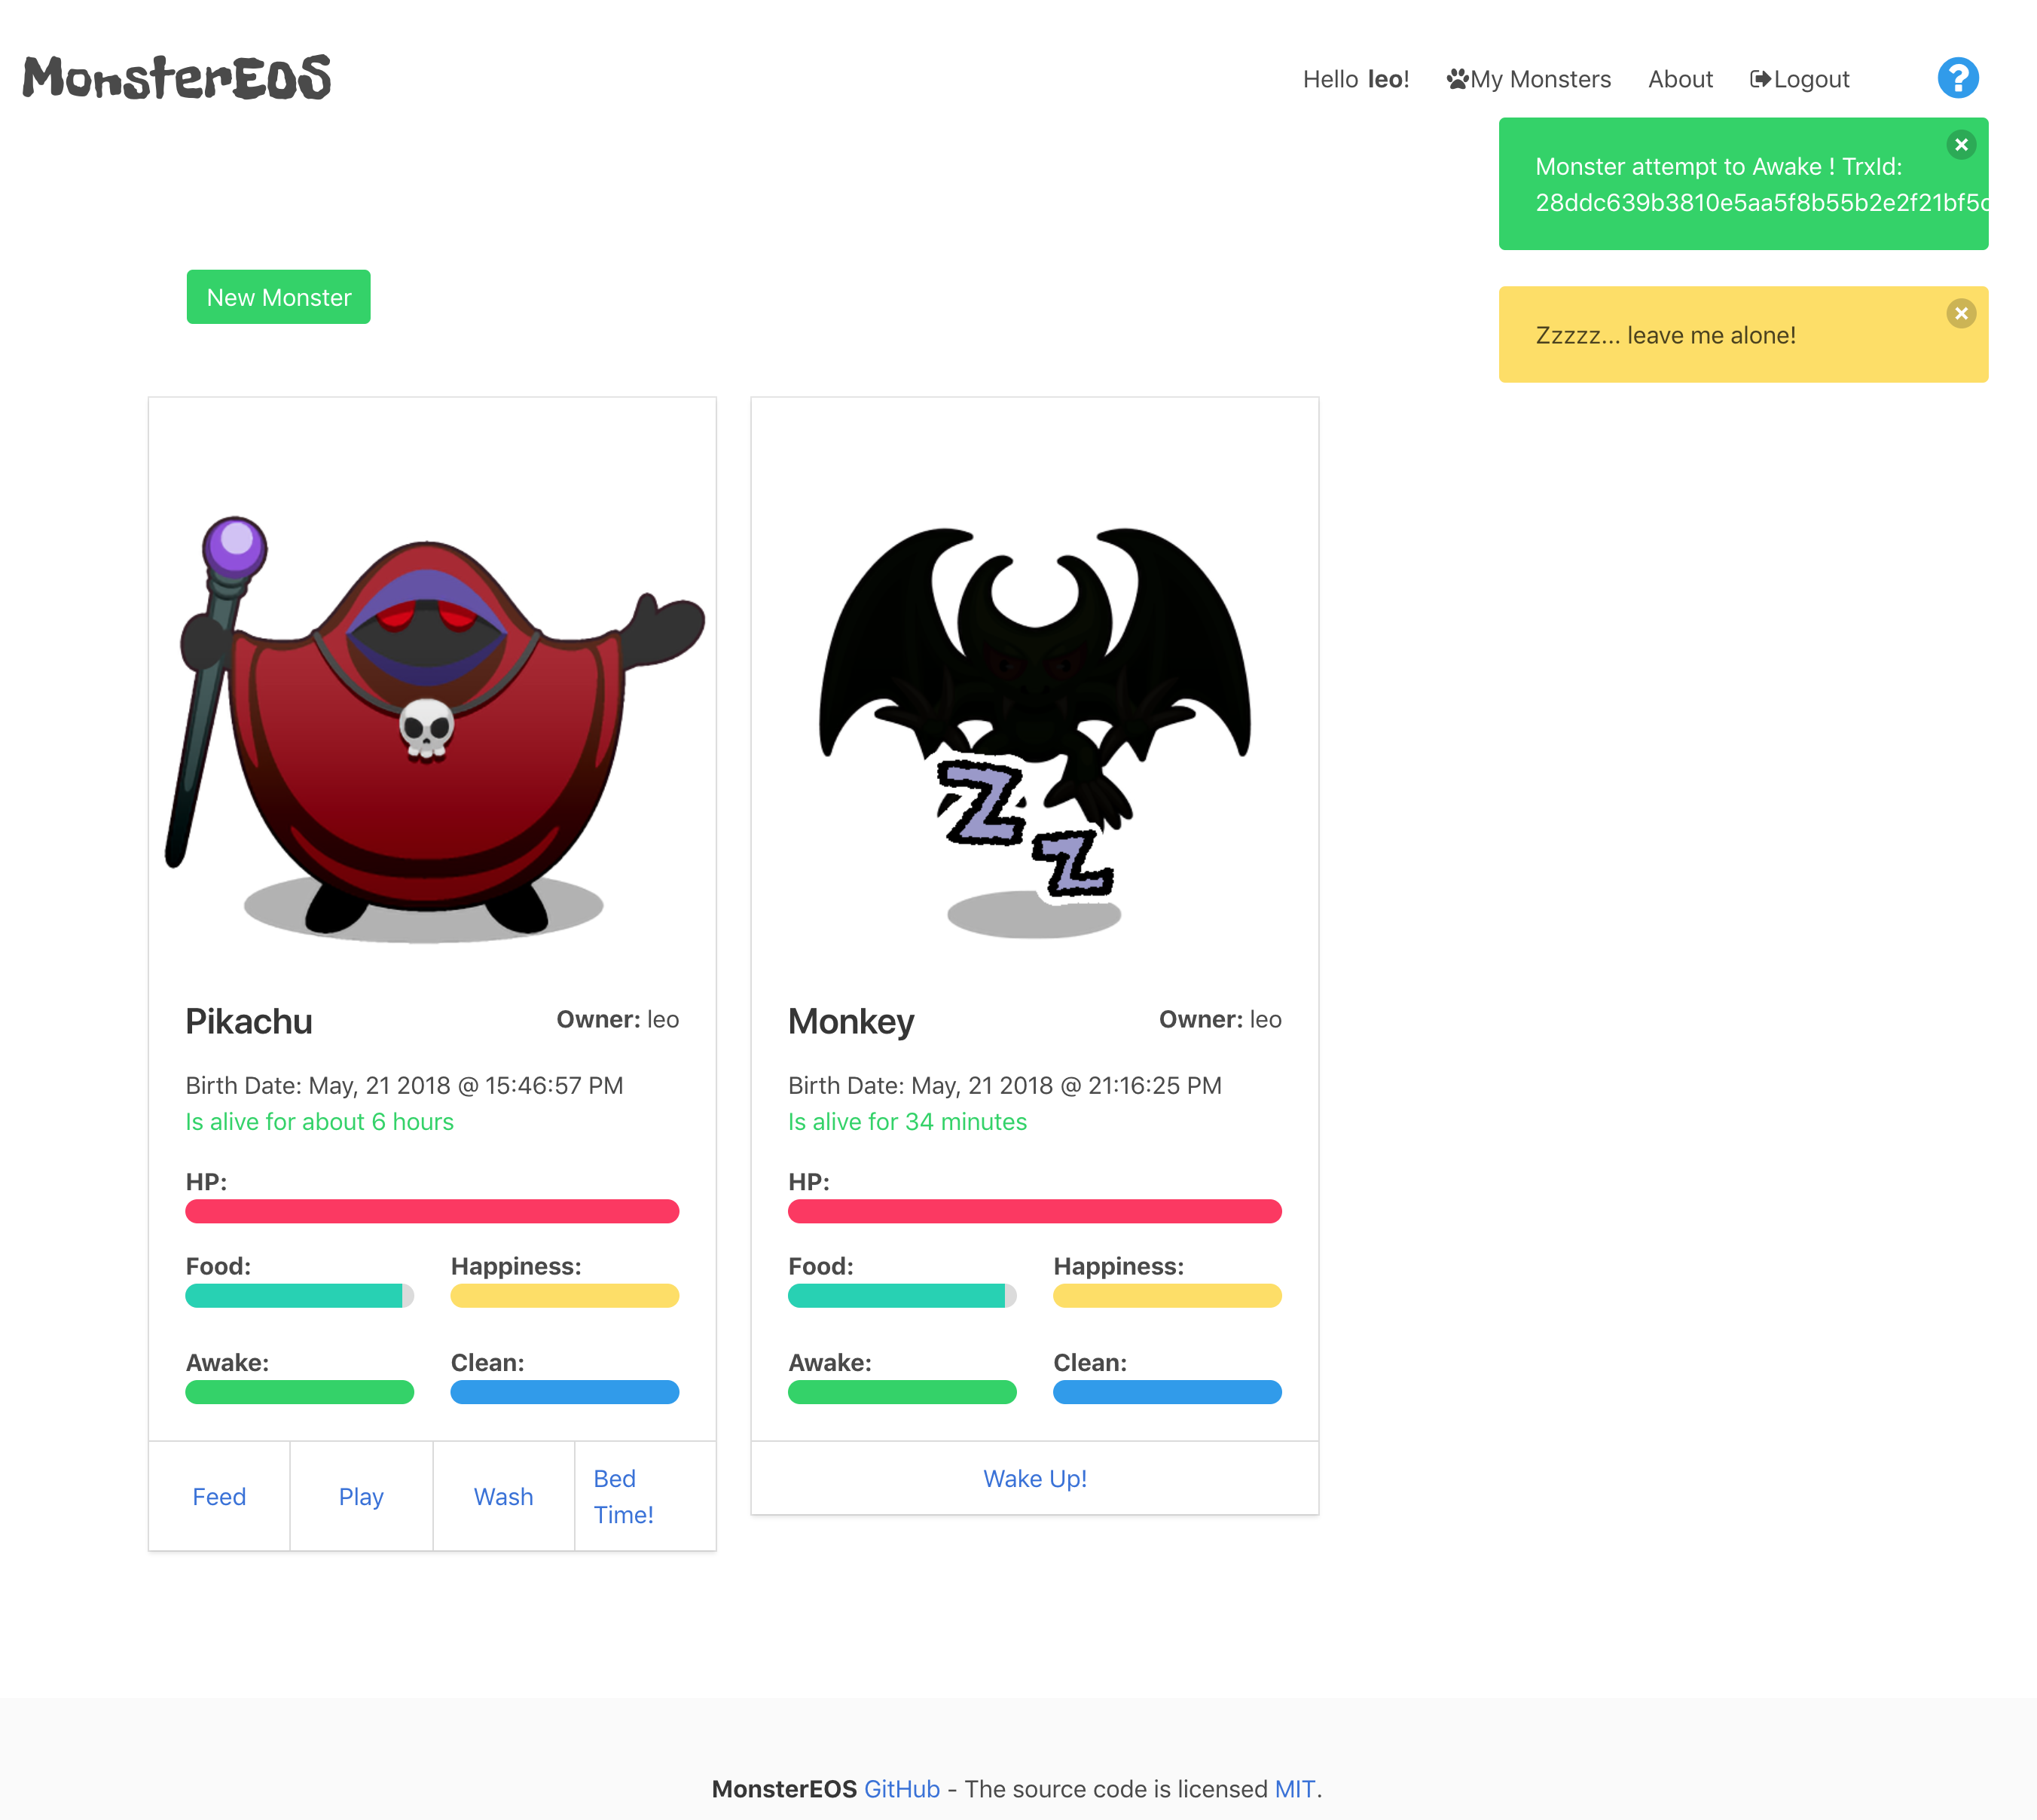 MonsterEOS
Hello leo!
My Monsters
About
Logout
Monster attempt to Awake ! TrxId:
28ddc639b3810e5aa5f8b55b2e2f21bf5c
New Monster
Zzzzz... leave me alone!
Z
Z
Pikachu
Owner: leo
Birth Date: May, 21 2018 @ 15:46:57 PM
Is alive for about 6 hours
HP:
Food:
Happiness:
Awake:
Clean:
Feed
Play
Wash
Bed
Time!
Monkey
Owner: leo
Birth Date: May, 21 2018 @ 21:16:25 PM
Is alive for 34 minutes
HP:
Food:
Happiness:
Awake:
Clean:
Wake Up!
MonsterEOS GitHub - The source code is licensed MIT.